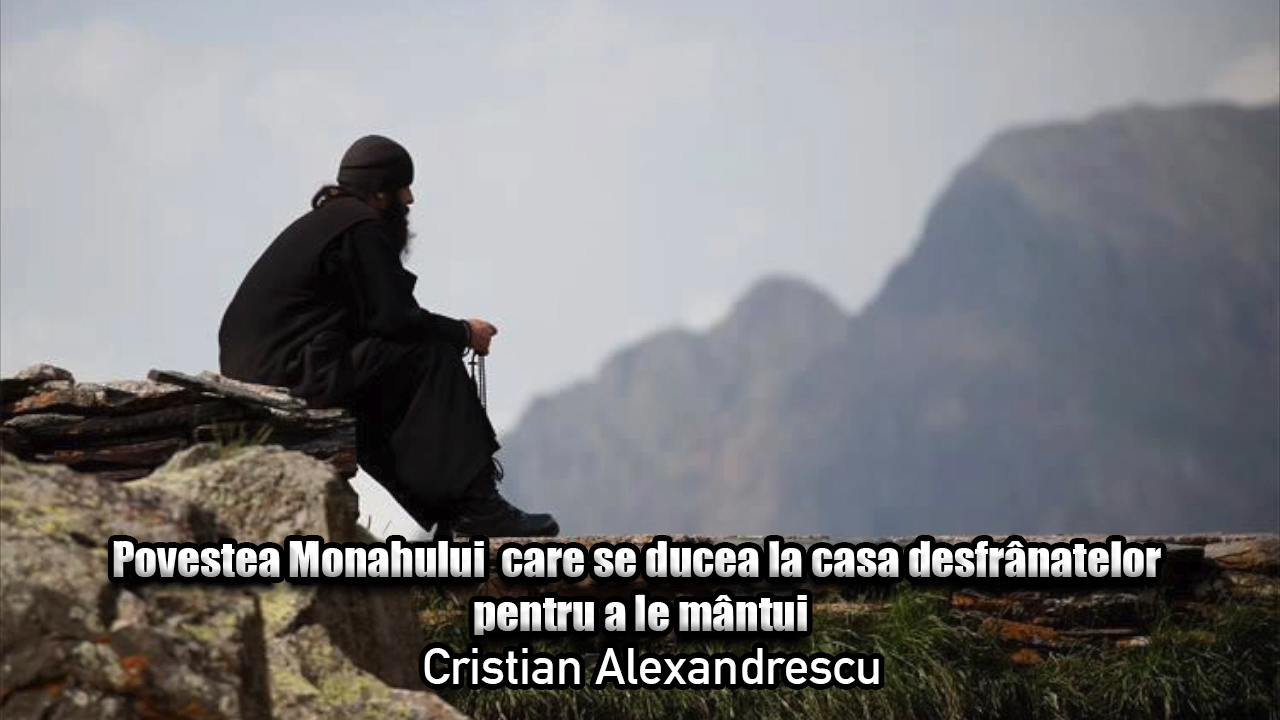 Povestea Monahului  care se ducea la casa desfrânatelor
pentru a le mântui
Cristian Alexandrescu